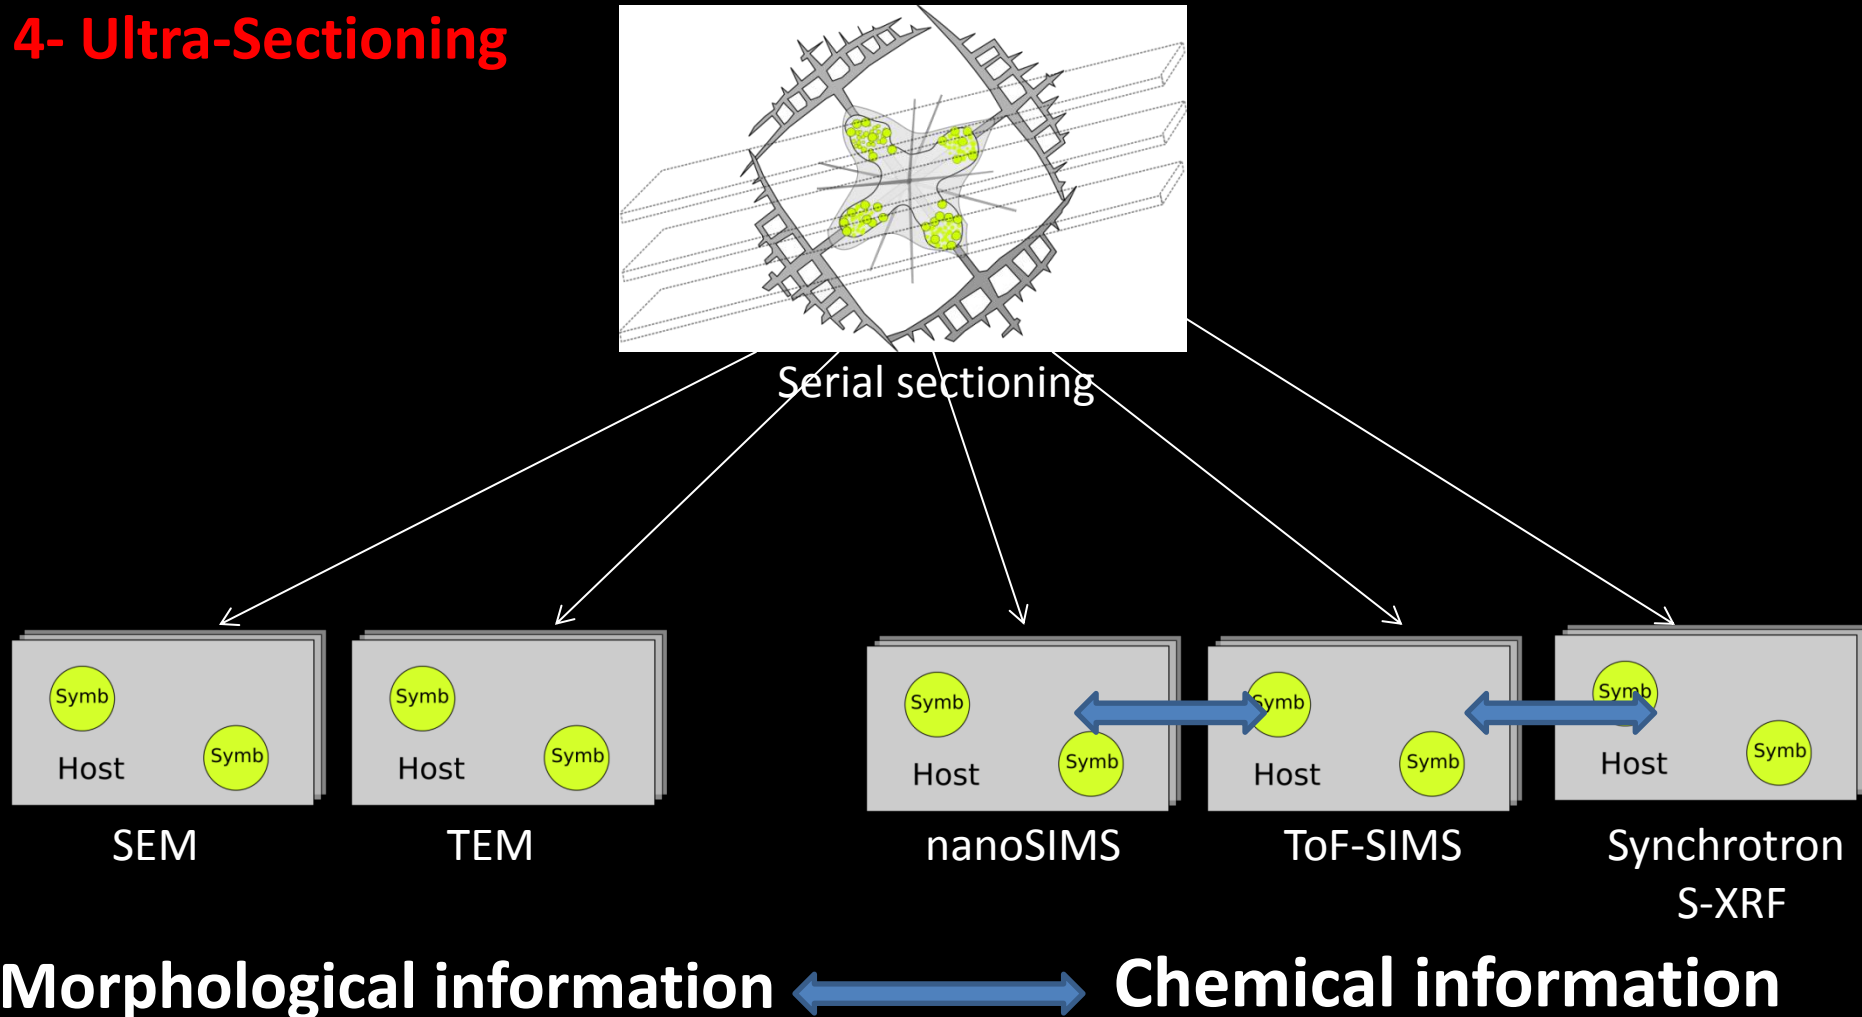 4- Ultra-Sectioning
Serial sectioning
Symb
Symb
Host
Symb
Symb
Host
Symb
Symb
Host
Symb
Symb
Host
Symb
Symb
Host
SEM
TEM
nanoSIMS
ToF-SIMS
Synchrotron
S-XRF
Morphological information
Chemical information